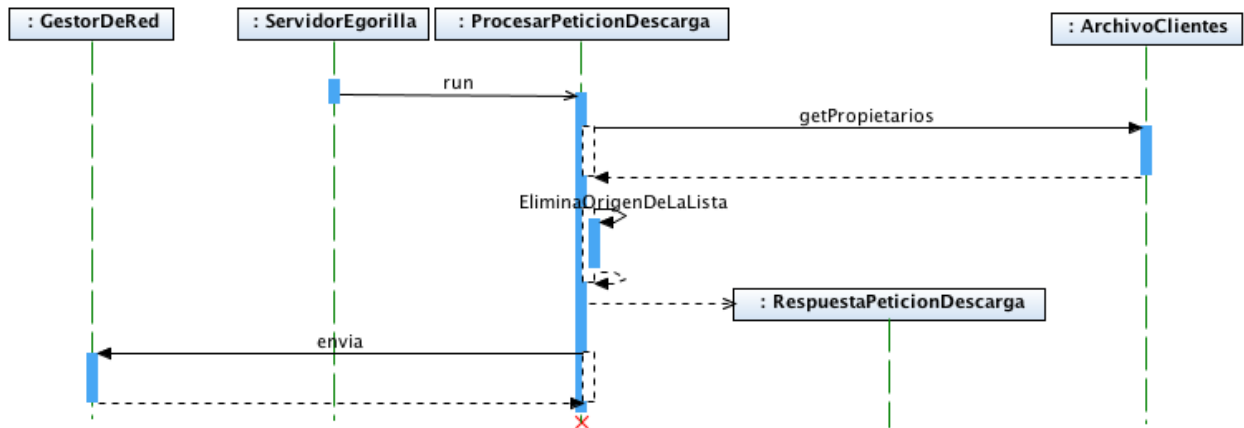 : GestorDeRed
: ServidorEgorilla
: ProcesarPeticionDescarga
: ArchivoClientes
run
getPropietarios
EliminaOrigenDeLaLista
: RespuestaPeticionDescarga
envia